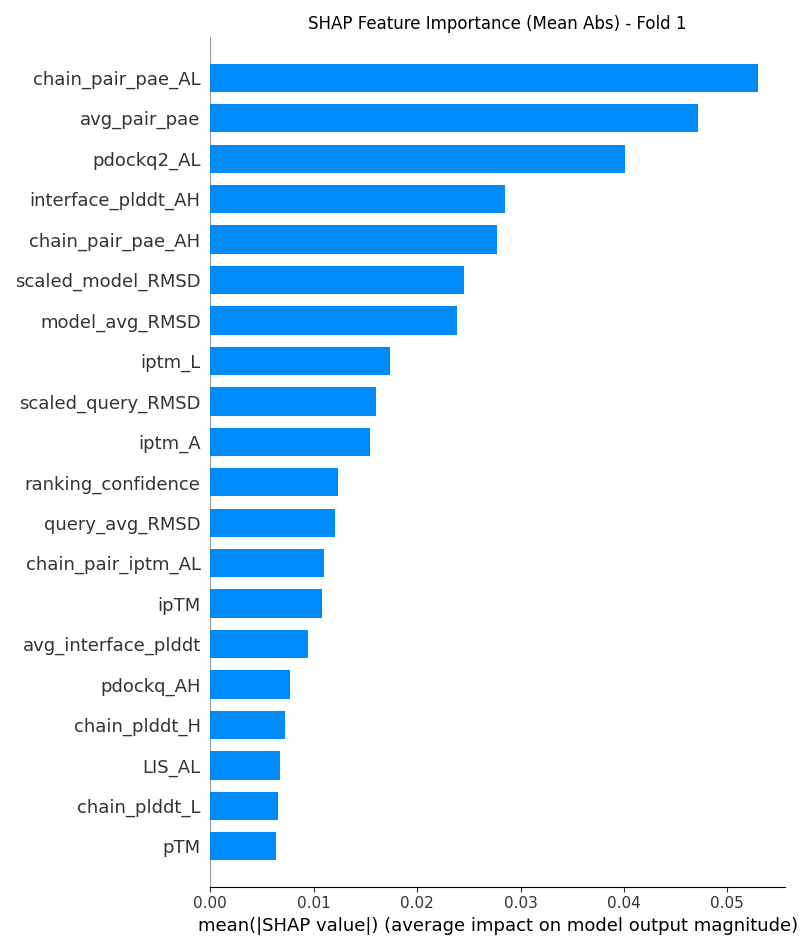 SHAP Feature Importance (Mean Abs) - Fold 1
chain_pair_pae_AL
avg_pair_pae
pdockq2_AL
interface_plddt_AH
chain_pair_pae_AH
scaled_model_RMSD
model_avg_RMSD
iptm_L
scaled_query_RMSD
iptm_A
ranking_confidence
query_avg_RMSD
chain_pair_iptm_AL
ipTM
avg_interface_plddt
pdockq_AH
chain_plddt_H
LIS_AL
chain_plddt_L
pTM
0.00 0.01 0.02 0.03 0.04 0.05
mean(|SHAP value|) (average impact on model output magnitude)